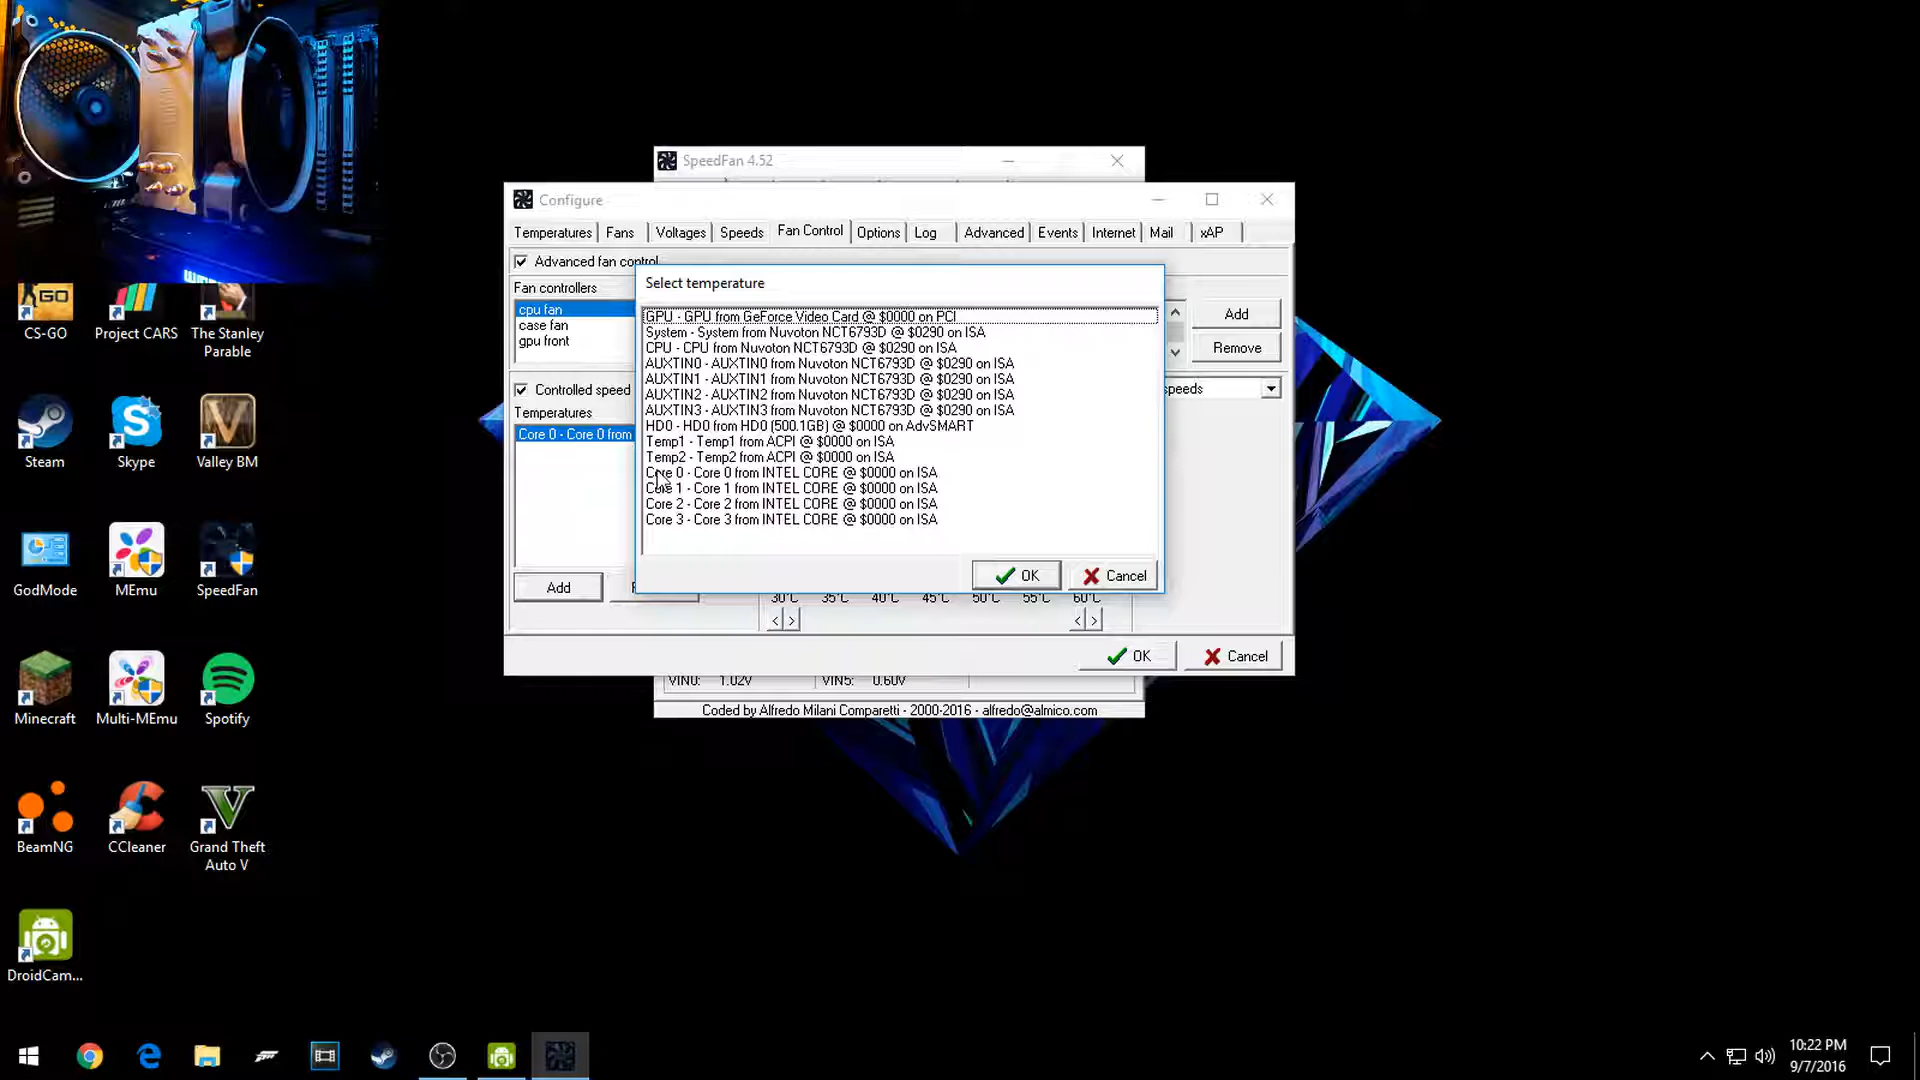 SpeedFan 4.52
Configure
Temperatures Fans Voltages Speeds Fan Control Options Log Advanced Events Internet Mail xAP
Advanced fan control
Fan controllers
cpu fan
case fan
gpu front
Add
Remove
Controlled speed
speeds
Temperatures
Core 0 - Core 0 from
Add
Select temperature
GPU - GPU from GeForce Video Card @ $0000 on PCI
System - System from Nuvoton NCT6793D @ $0290 on ISA
CPU - CPU from Nuvoton NCT6793D @ $0290 on ISA
AUXTIN0 - AUXTIN0 from Nuvoton NCT6793D @ $0290 on ISA
AUXTIN1 - AUXTIN1 from Nuvoton NCT6793D @ $0290 on ISA
AUXTIN2 - AUXTIN2 from Nuvoton NCT6793D @ $0290 on ISA
AUXTIN3 - AUXTIN3 from Nuvoton NCT6793D @ $0290 on ISA
HD0 - HD0 from HD0 (500.1GB) @ $0000 on AdvSMART
Temp1 - Temp1 from ACPI @ $0000 on ISA
Temp2 - Temp2 from ACPI @ $0000 on ISA
Core 0 - Core 0 from INTEL CORE @ $0000 on ISA
Core 1 - Core 1 from INTEL CORE @ $0000 on ISA
Core 2 - Core 2 from INTEL CORE @ $0000 on ISA
Core 3 - Core 3 from INTEL CORE @ $0000 on ISA
OK Cancel
30°C 35°C 40°C 45°C 50°C 55°C 60°C
OK Cancel
VIN0: 1.02V VIN5: 0.60V
Coded by Alfredo Milani Comparetti - 2000-2016 - alfredo@almico.com
CS-GO
Project CARS
The Stanley
Parable
Steam
Skype
Valley BM
GodMode
MEmu
SpeedFan
Minecraft
Multi-MEmu
Spotify
BeamNG
CCleaner
Grand Theft
Auto V
DroidCam...
10:22 PM
9/7/2016